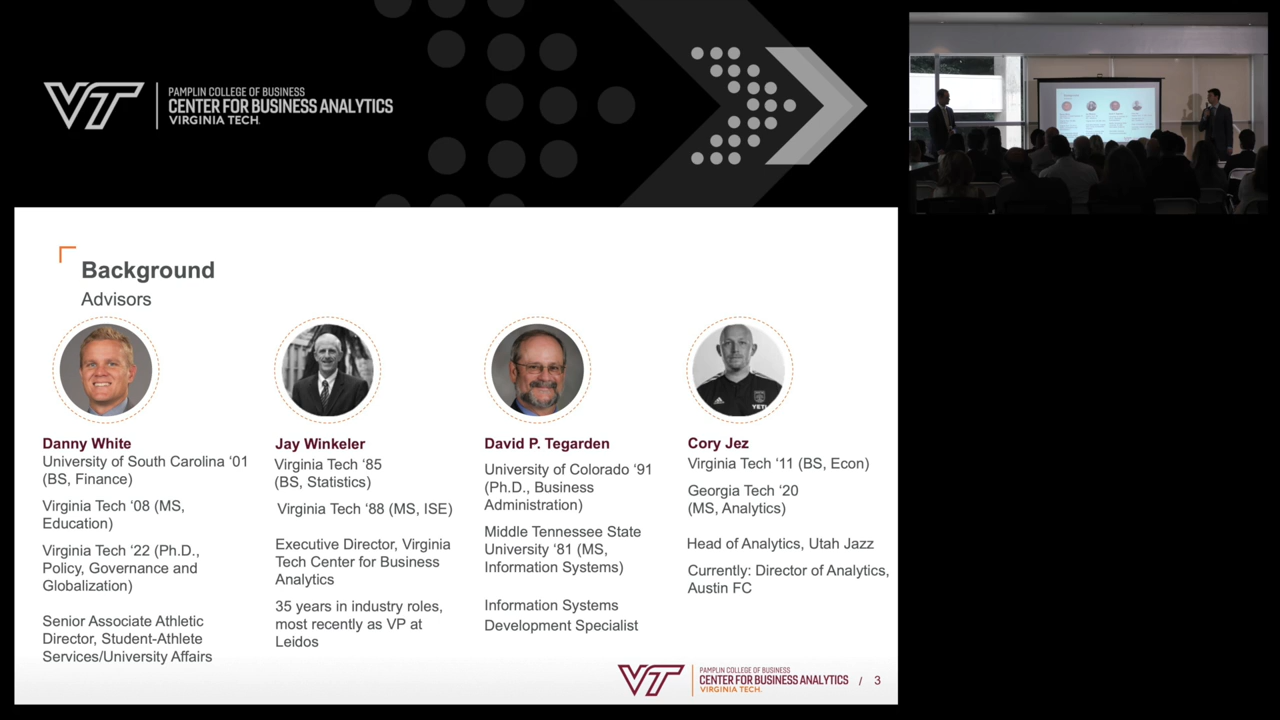 VT
PAMPLIN COLLEGE OF BUSINESS
CENTER FOR BUSINESS ANALYTICS
VIRGINIA TECH.
Background
Advisors
Danny White
University of South Carolina ‘01
(BS, Finance)
Virginia Tech ‘08 (MS,
Education)
Virginia Tech ‘22 (Ph.D.,
Policy, Governance and
Globalization)
Senior Associate Athletic
Director, Student-Athlete
Services/University Affairs
Jay Winkeler
Virginia Tech ‘85
(BS, Statistics)
Virginia Tech ‘88 (MS, ISE)
Executive Director, Virginia
Tech Center for Business
Analytics
35 years in industry roles,
most recently as VP at
Leidos
David P. Tegarden
University of Colorado ‘91
(Ph.D., Business
Administration)
Middle Tennessee State
University ‘81 (MS,
Information Systems)
Information Systems
Development Specialist
YETI
Cory Jez
Virginia Tech ‘11 (BS, Econ)
Georgia Tech ‘20
(MS, Analytics)
Head of Analytics, Utah Jazz
Currently: Director of Analytics,
Austin FC
VT
PAMPLIN COLLEGE OF BUSINESS
CENTER FOR BUSINESS ANALYTICS
VIRGINIA TECH.
/ 3